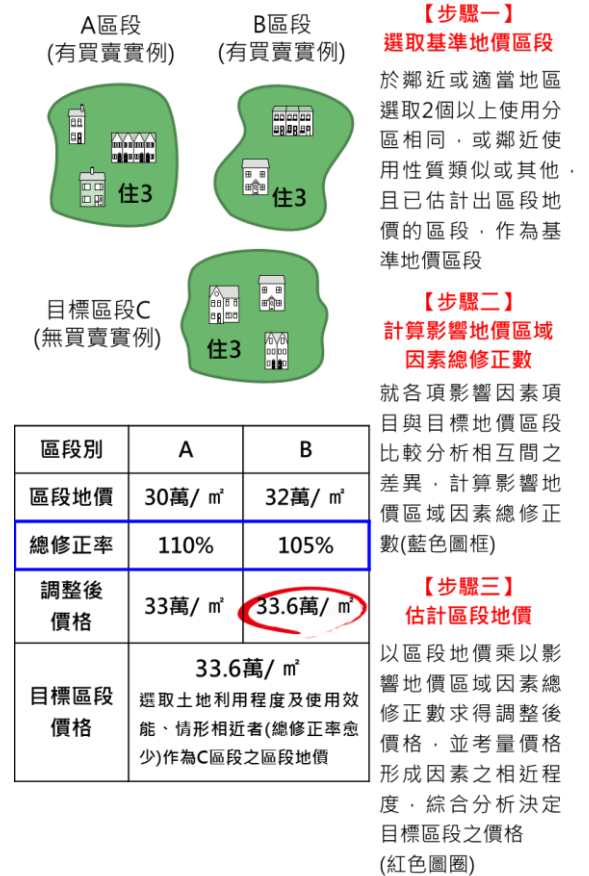 A區段
(有買賣實例)
B區段
(有買賣實例)
住3
住3
目標區段C
(無買賣實例)
住3
區段別 A B
區段地價 30萬/ ㎡ 32萬/ ㎡
總修正率 110% 105%
調整後
價格
33萬/ ㎡ 33.6萬/ ㎡
目標區段
價格
33.6萬/ ㎡
選取土地利用程度及使用效
能、情形相近者(總修正率愈
少)作為C區段之區段地價
【步驟一】
選取基準地價區段
於鄰近或適當地區
選取2個以上使用分
區相同，或鄰近使
用性質類似或其他，
且已估計出區段地
價的區段，作為基
準地價區段
【步驟二】
計算影響地價區域
因素總修正數
就各項影響因素項
目與目標地價區段
比較分析相互間之
差異，計算影響地
價區域因素總修正
數(藍色圖框)
【步驟三】
估計區段地價
以區段地價乘以影
響地價區域因素總
修正數求得調整後
價格，並考量價格
形成因素之相近程
度，綜合分析決定
目標區段之價格
(紅色圖圈)